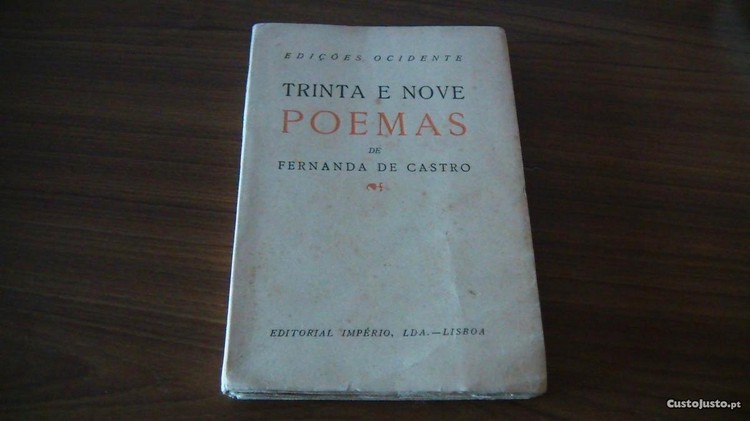 EDIÇÕES OCIDENTE
TRINTA E NOVE
POEMAS
DE
FERNANDA DE CASTRO
EDITORIAL IMPÉRIO, LDA.—LISBOA
CustoJusto.pt